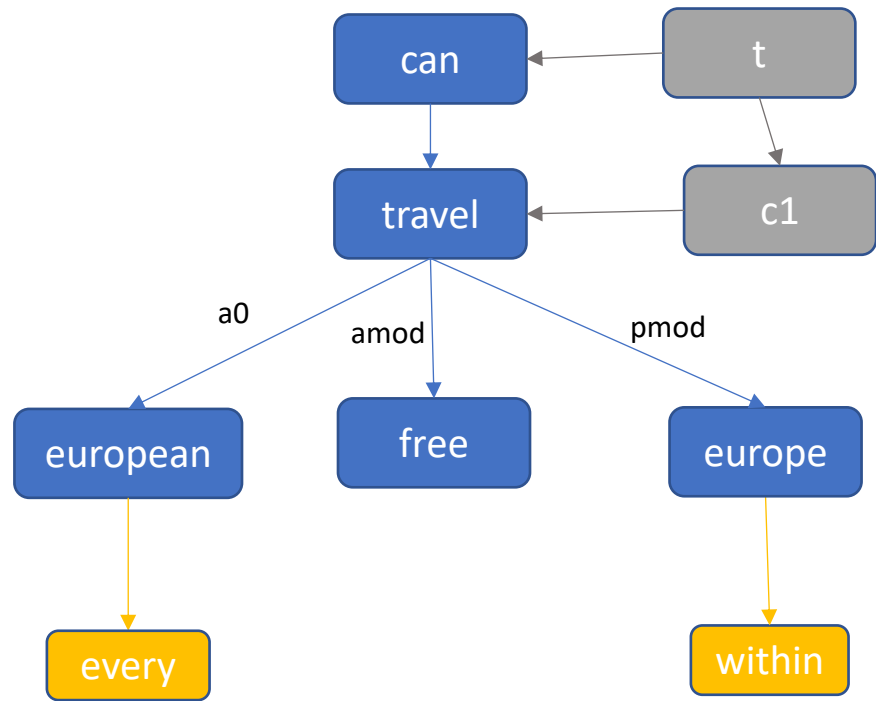 can
t
travel
c1
a0
amod
pmod
european
free
europe
every
within